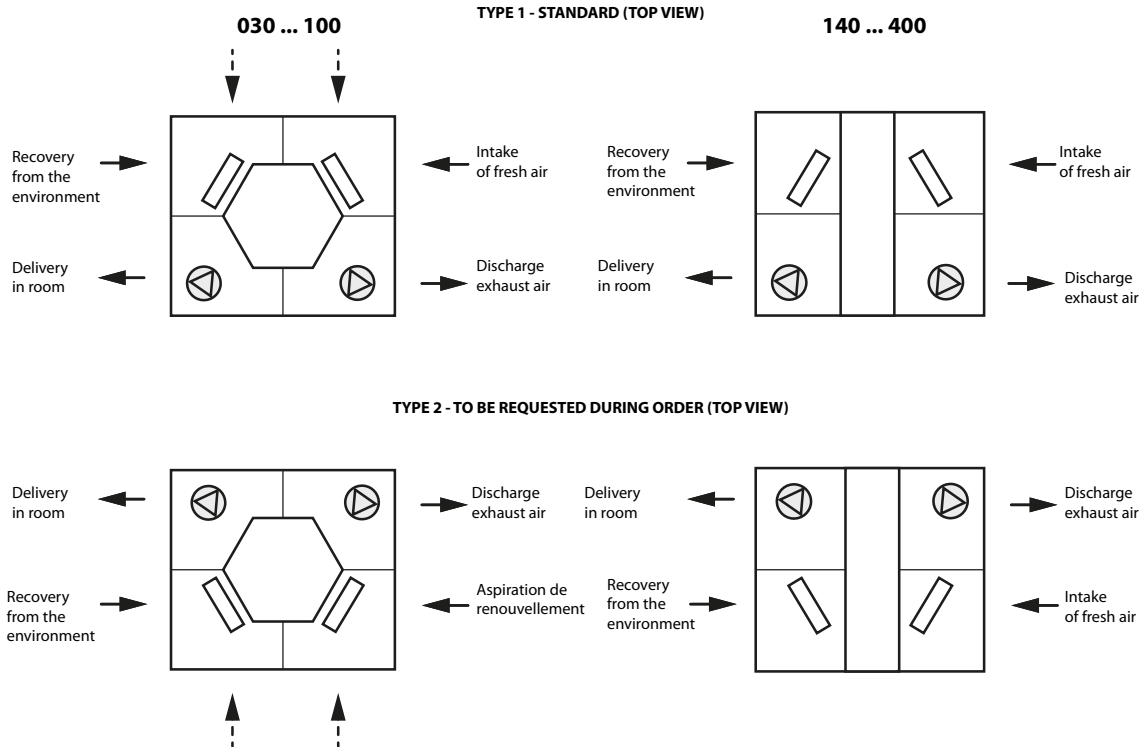 TYPE 1 - STANDARD (TOP VIEW)
030 ... 100
140 ... 400
Recovery
from the
environment
Intake
of fresh air
Delivery
in room
Discharge
exhaust air
Recovery
from the
environment
Intake
of fresh air
Delivery
in room
Discharge
exhaust air
TYPE 2 - TO BE REQUESTED DURING ORDER (TOP VIEW)
Delivery
in room
Discharge
exhaust air
Recovery
from the
environment
Aspiration de
renouvellement
Delivery
in room
Discharge
exhaust air
Recovery
from the
environment
Intake
of fresh air